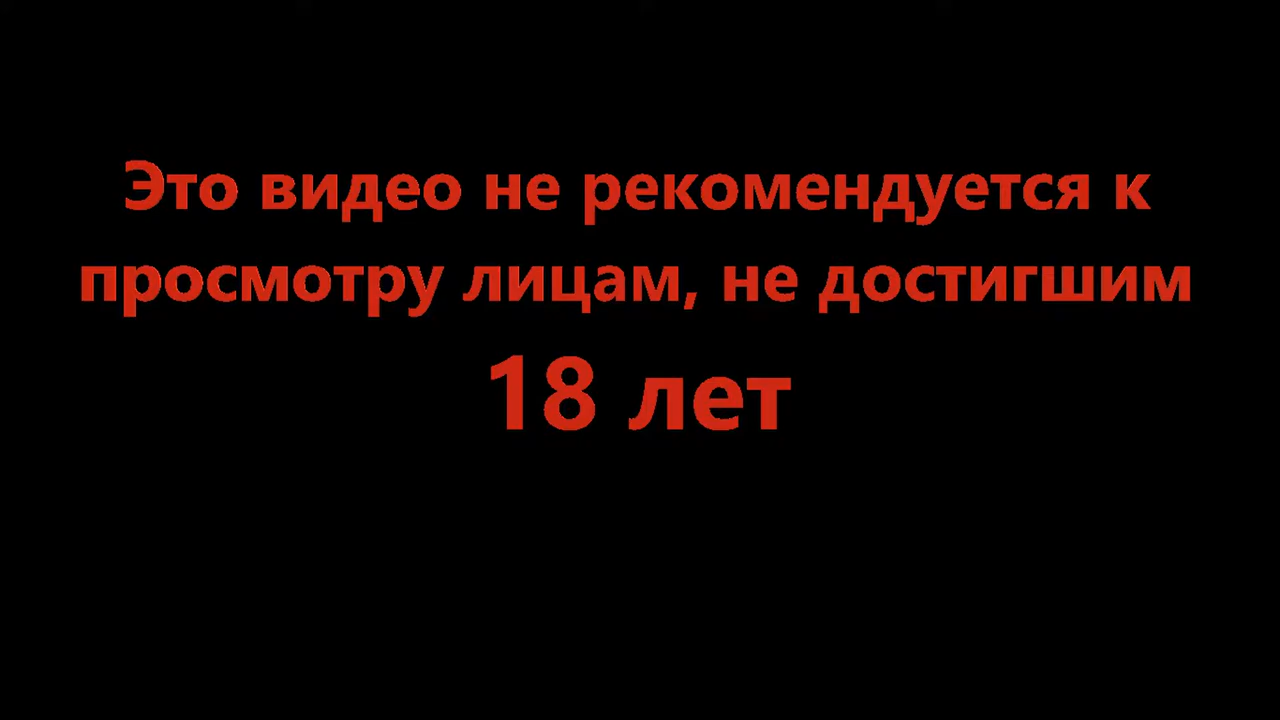 Это видео не рекомендуется к
просмотру лицам, не достигшим
18 лет